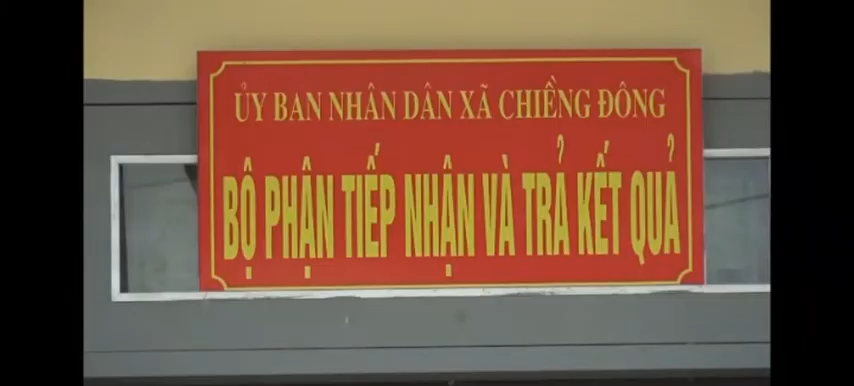 ỦY BAN NHÂN DÂN XÃ CHIỀNG ĐÔNG
BỘ PHẬN TIẾP NHẬN VÀ TRẢ KẾT QUẢ